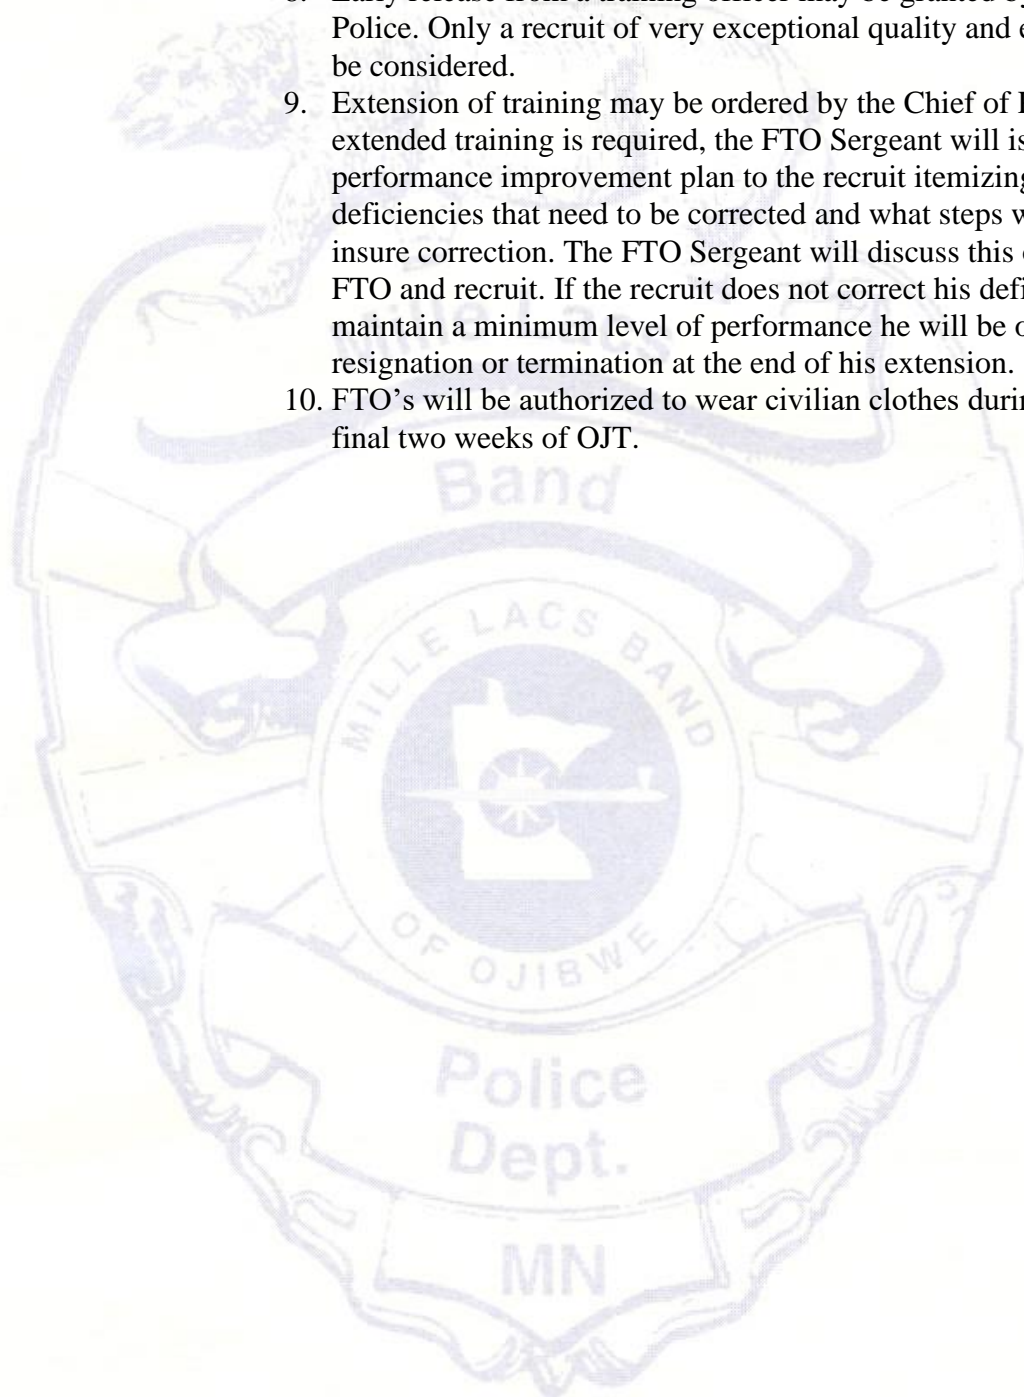 8. Early release from a training officer may be granted by
Police. Only a recruit of very exceptional quality and
be considered.
9. Extension of training may be ordered by the Chief of
extended training is required, the FTO Sergeant will
performance improvement plan to the recruit itemizing
deficiencies that need to be corrected and what steps
insure correction. The FTO Sergeant will discuss this
FTO and recruit. If the recruit does not correct his
maintain a minimum level of performance he will be
resignation or termination at the end of his extension.
10. FTO’s will be authorized to wear civilian clothes
final two weeks of OJT.
Mille Lacs
Band
MILLE LACS BAND
OF OJIBWE
Police
Dept.
MN